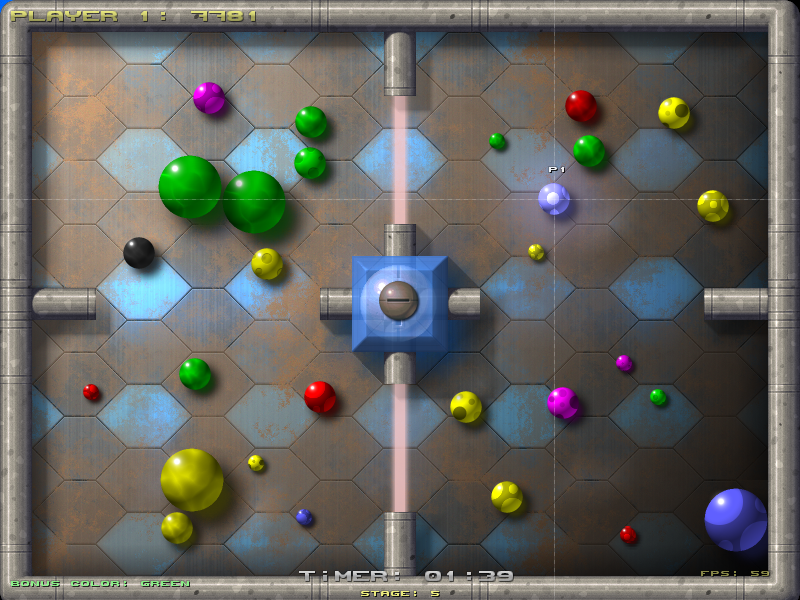 PLAYER 1: 7781
P1
BONUS COLOR: GREEN
TIMER: 01:39
FPS: 59
STAGE: 5